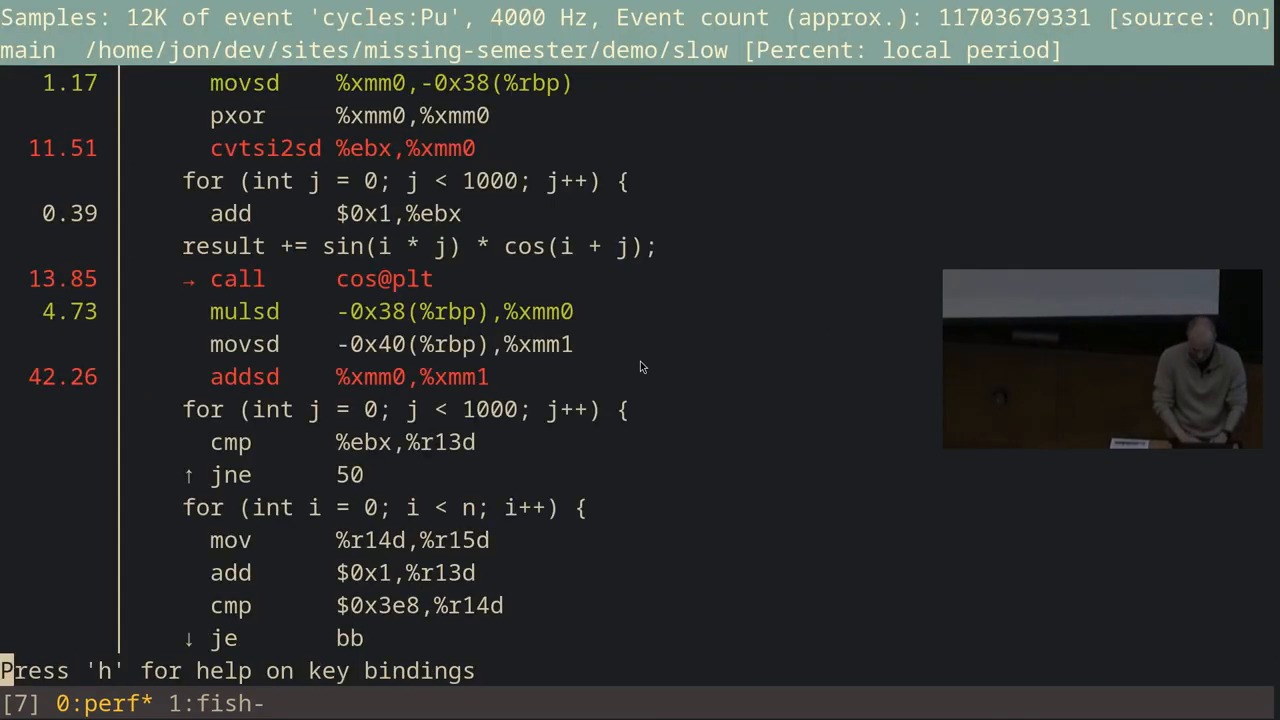 Samples: 12K of event 'cycles:Pu', 4000 Hz, Event count (approx.): 11703679331 [source: On]
main  /home/jon/dev/sites/missing-semester/demo/slow [Percent: local period]
1.17 │ movsd %xmm0,-0x38(%rbp)
│ pxor %xmm0,%xmm0
11.51 │ cvtsi2sd %ebx,%xmm0
│ for (int j = 0; j < 1000; j++) {
0.39 │ add $0x1,%ebx
│ result += sin(i * j) * cos(i + j);
13.85 │ → call cos@plt
4.73 │ mulsd -0x38(%rbp),%xmm0
│ movsd -0x40(%rbp),%xmm1
42.26 │ addsd %xmm0,%xmm1
│ for (int j = 0; j < 1000; j++) {
│ cmp %ebx,%r13d
│ ↑ jne 50
│ for (int i = 0; i < n; i++) {
│ mov %r14d,%r15d
│ add $0x1,%r13d
│ cmp $0x3e8,%r14d
│ ↓ je bb
Press 'h' for help on key bindings
[7] 0:perf* 1:fish-